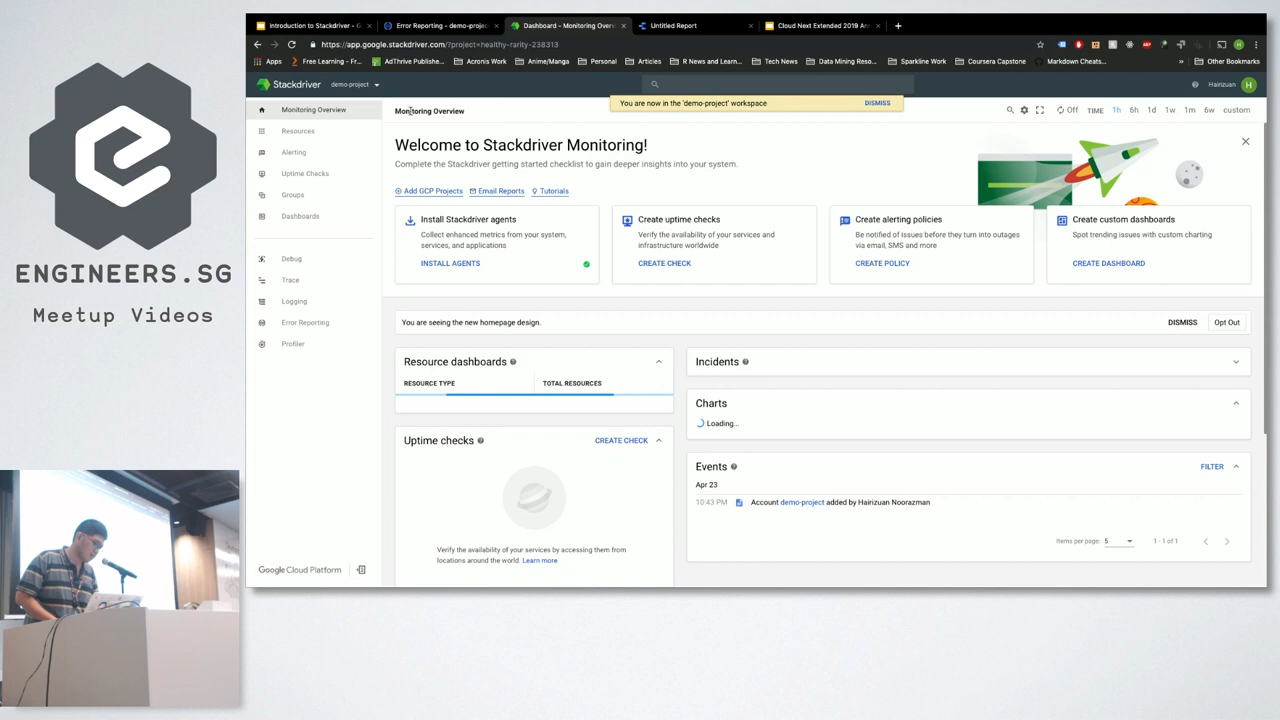 Introduction to Stackdriver - G
Error Reporting - demo-projec
Dashboard - Monitoring Overv
Untitled Report
Cloud Next Extended 2019 An
https://app.google.stackdriver.com/?project=healthy-rarity-238313
Apps
Free Learning - Fr...
AdThrive Publishe...
Acronis Work
Anime/Manga
Personal
Articles
R News and Learn...
Tech News
Data Mining Reso...
Sparkline Work
Coursera Capstone
Markdown Cheats...
»
Other Bookmarks
Stackdriver
demo-project
Hairizuan
H
Monitoring Overview
Resources
Alerting
Uptime Checks
Groups
Dashboards
Debug
Trace
Logging
Error Reporting
Profiler
Google Cloud Platform
Monitoring Overview
You are now in the 'demo-project' workspace
DISMISS
Off
TIME
1h
6h
1d
1w
1m
6w
custom
Welcome to Stackdriver Monitoring!
Complete the Stackdriver getting started checklist to gain deeper insights into your system.
Add GCP Projects
Email Reports
Tutorials
Install Stackdriver agents
Collect enhanced metrics from your system,
services, and applications
INSTALL AGENTS
Create uptime checks
Verify the availability of your services and
infrastructure worldwide
CREATE CHECK
Create alerting policies
Be notified of issues before they turn into outages
via email, SMS and more
CREATE POLICY
Create custom dashboards
Spot trending issues with custom charting
CREATE DASHBOARD
You are seeing the new homepage design.
DISMISS
Opt Out
Resource dashboards
RESOURCE TYPE
TOTAL RESOURCES
Uptime checks
CREATE CHECK
Verify the availability of your services by accessing them from
locations around the world. Learn more
Incidents
Charts
Loading...
Events
FILTER
Apr 23
10:43 PM
Account demo-project added by Hairizuan Noorazman
Items per page: 5
1 - 1 of 1
ENGINEERS.SG
Meetup Videos